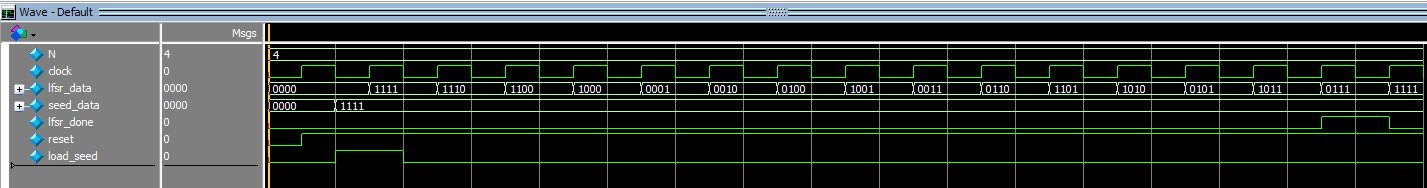 Wave - Default
Msgs
N 4 4
clock 0
lfsr_data 0000 0000 1111 1110 1100 1000 0001 0010 0100 1001 0011 0110 1101 1010 0101 1011 0111 1111
seed_data 0000 0000 1111
lfsr_done 0
reset 0
load_seed 0